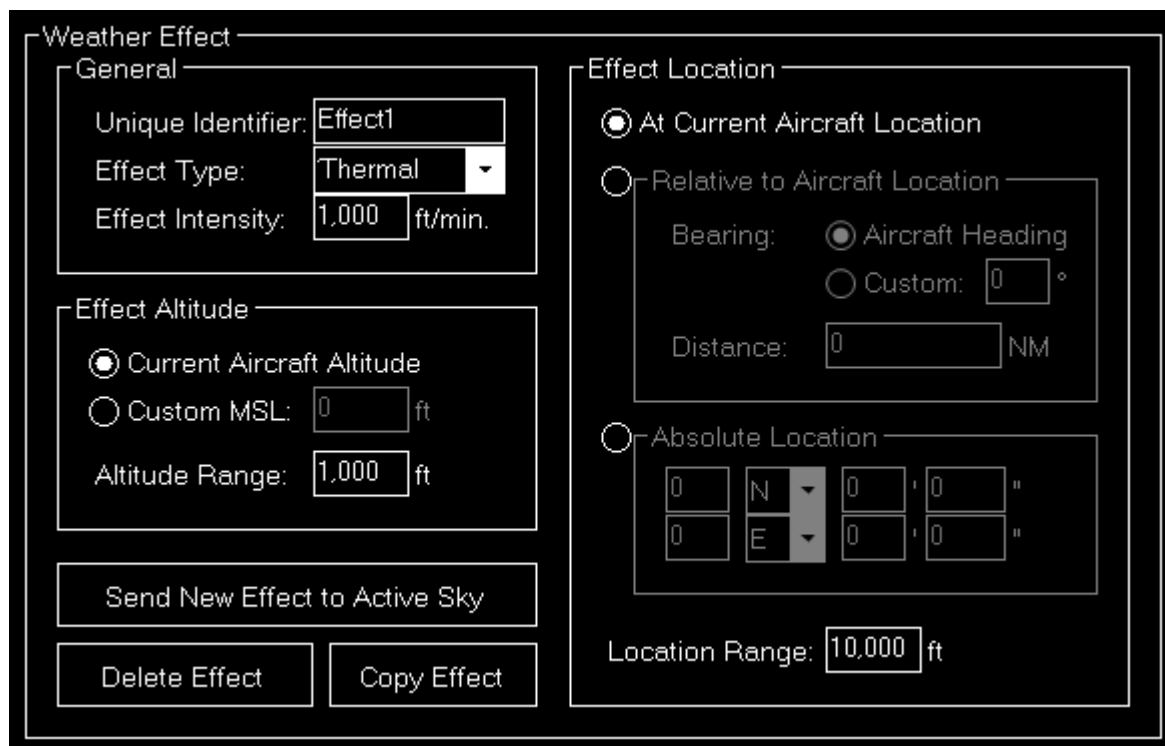 Weather Effect
General
Unique Identifier: Effect1
Effect Type: Thermal
Effect Intensity: 1,000 ft/min.
Effect Altitude
Current Aircraft Altitude
Custom MSL: 0 ft
Altitude Range: 1,000 ft
Send New Effect to Active Sky
Delete Effect Copy Effect
Effect Location
At Current Aircraft Location
Relative to Aircraft Location
Bearing: Aircraft Heading
Custom: 0 °
Distance: 0 NM
Absolute Location
0 N 0 ' 0 "
0 E 0 ' 0 "
Location Range: 10,000 ft